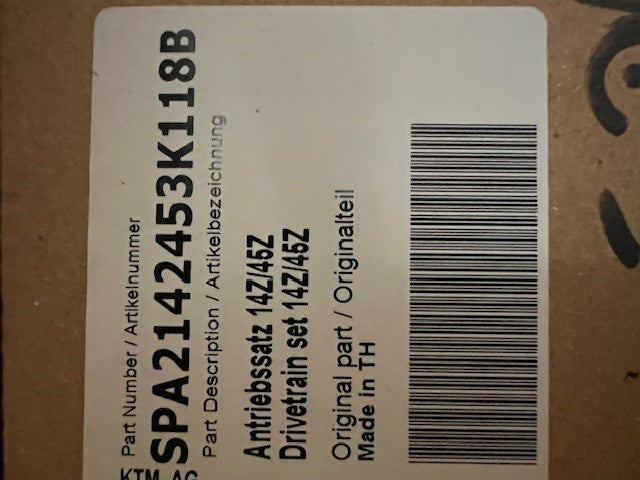 Part Number / Artikelnummer
SPA2142453K118B
Part Description / Artikelbezeichnung
Antriebssatz 14Z/45Z
Drivetrain set 14Z/45Z
Original part / Originalteil
Made in TH
KTM AG